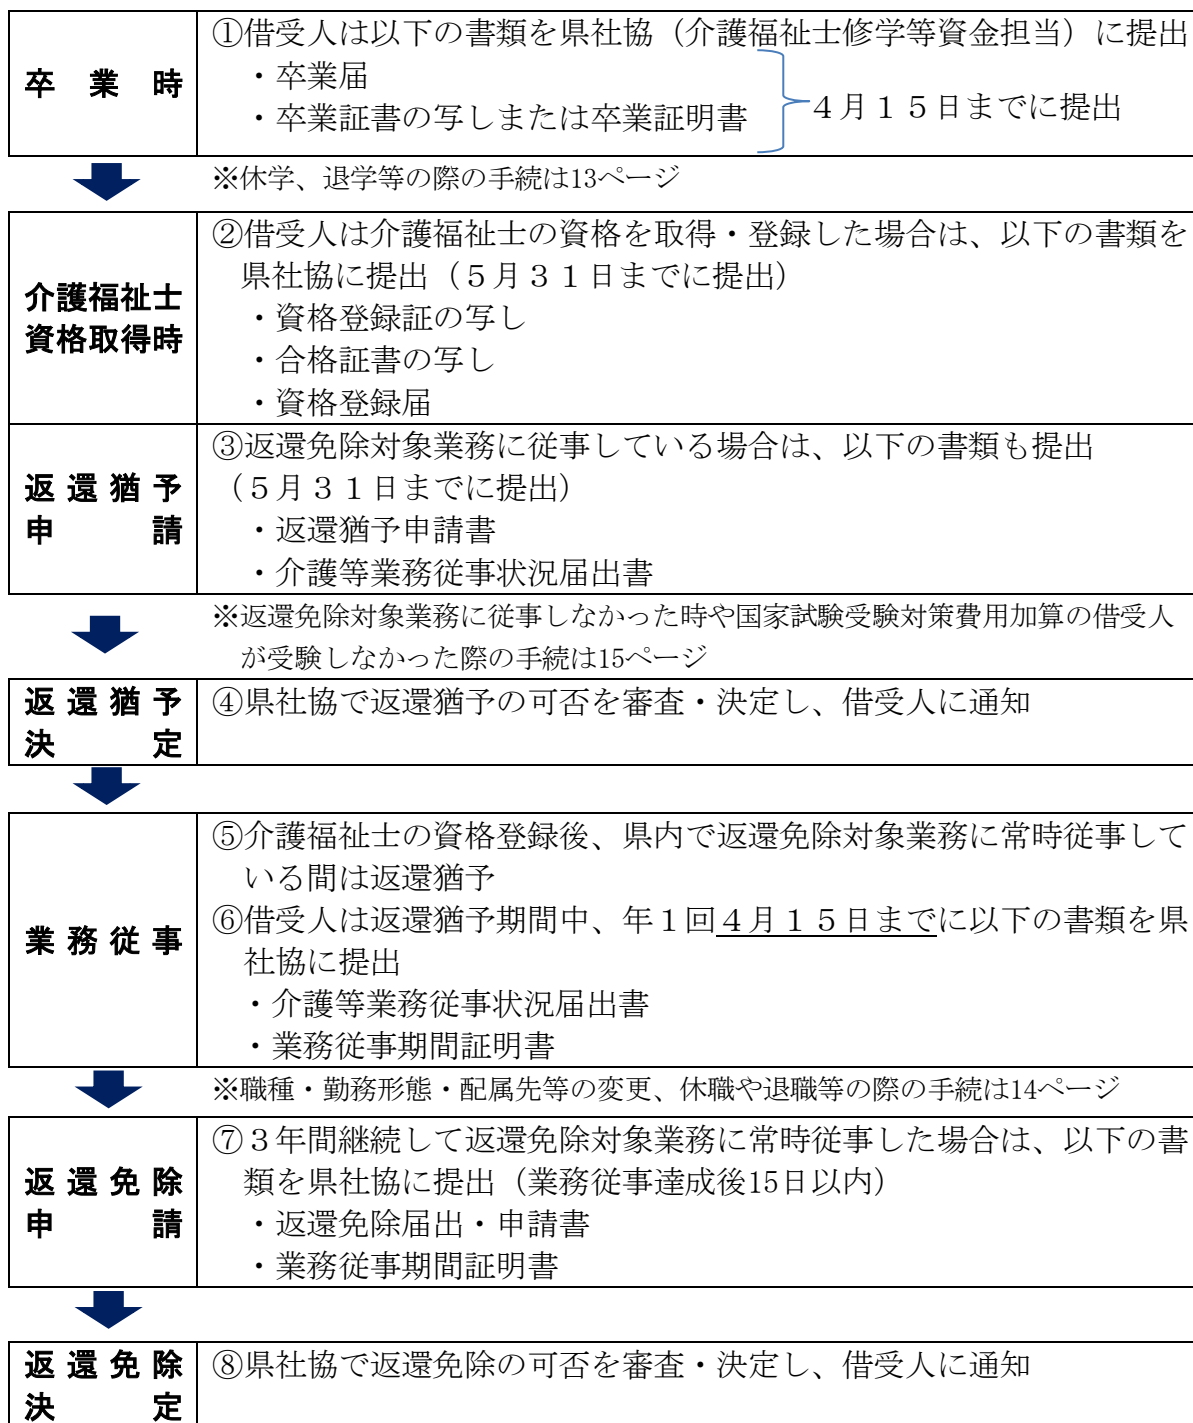 卒業時
①借受人は以下の書類を県社協（介護福祉士修学等資金担当）に提出
・卒業届
・卒業証書の写しまたは卒業証明書
４月１５日までに提出
※休学、退学等の際の手続は13ページ
介護福祉士
資格取得時
②借受人は介護福祉士の資格を取得・登録した場合は、以下の書類を
県社協に提出（５月３１日までに提出）
・資格登録証の写し
・合格証書の写し
・資格登録届
返還猶予
申請
③返還免除対象業務に従事している場合は、以下の書類も提出
（５月３１日までに提出）
・返還猶予申請書
・介護等業務従事状況届出書
※返還免除対象業務に従事しなかった時や国家試験受験対策費用加算の借受人
が受験しなかった際の手続は15ページ
返還猶予
決定
④県社協で返還猶予の可否を審査・決定し、借受人に通知
業務従事
⑤介護福祉士の資格登録後、県内で返還免除対象業務に常時従事して
いる間は返還猶予
⑥借受人は返還猶予期間中、年１回４月１５日までに以下の書類を県
社協に提出
・介護等業務従事状況届出書
・業務従事期間証明書
※職種・勤務形態・配属先等の変更、休職や退職等の際の手続は14ページ
返還免除
申請
⑦３年間継続して返還免除対象業務に常時従事した場合は、以下の書
類を県社協に提出（業務従事達成後15日以内）
・返還免除届出・申請書
・業務従事期間証明書
返還免除
決定
⑧県社協で返還免除の可否を審査・決定し、借受人に通知